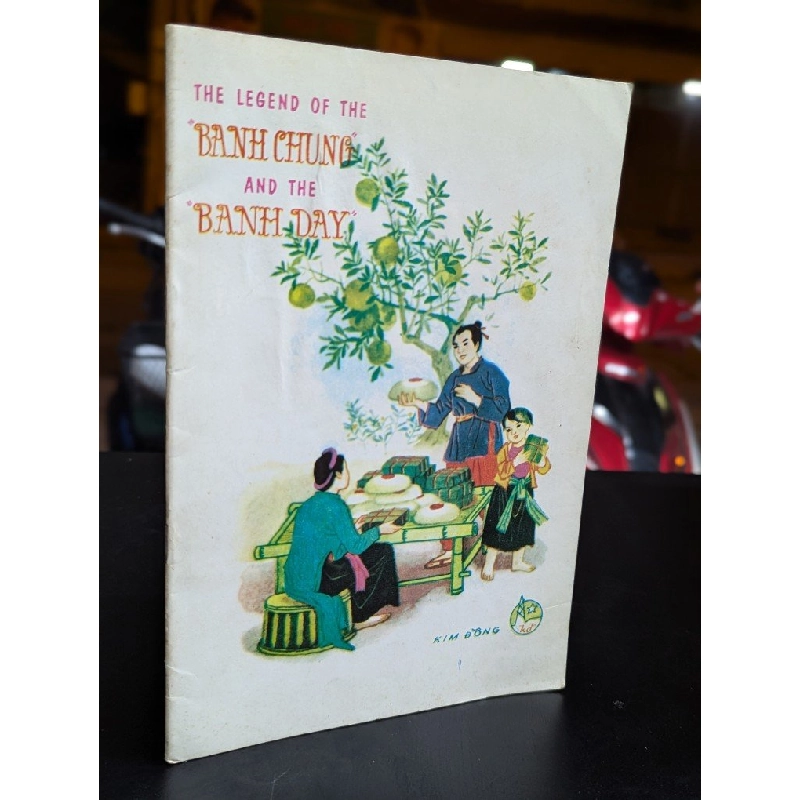 THE LEGEND OF THE
"BANH CHUNG"
AND THE
"BANH DAY"
KIM ĐỒNG